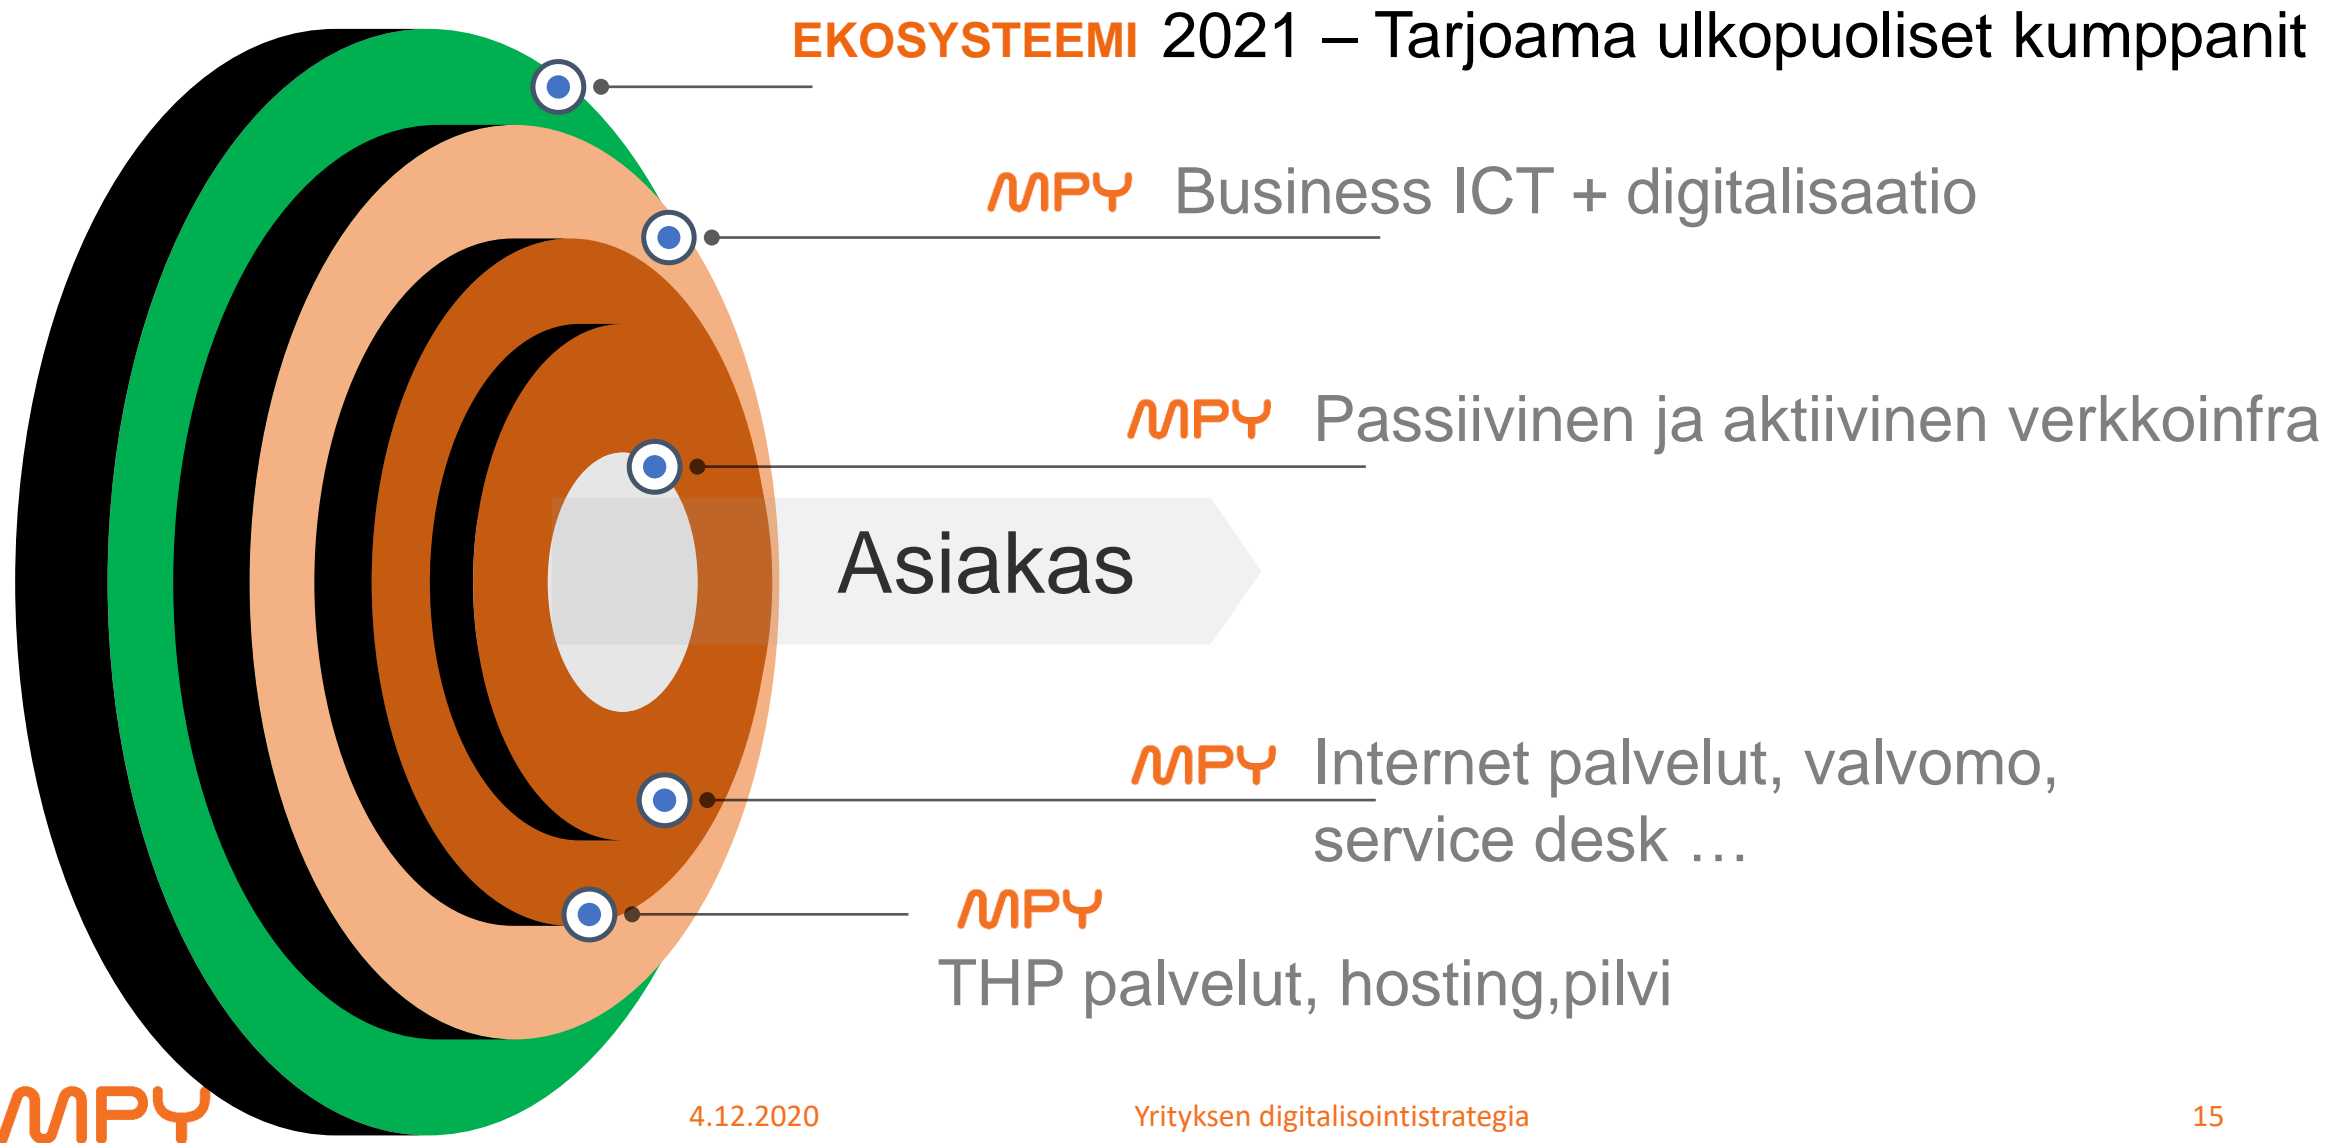 EKOSYSTEEMI 2021 – Tarjoama ulkopuoliset kumppanit
MPY Business ICT + digitalisaatio
MPY Passiivinen ja aktiivinen verkkoinfra
Asiakas
MPY Internet palvelut, valvomo,
service desk …
MPY
THP palvelut, hosting,pilvi
MPY
4.12.2020
Yrityksen digitalisointistrategia
15